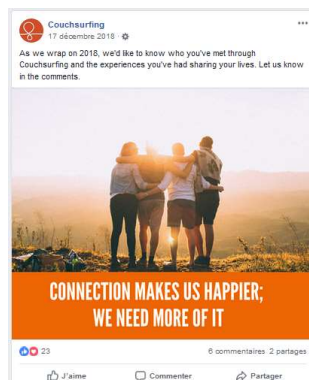 Couchsurfing
17 décembre 2018
As we wrap on 2018, we'd like to know who you've met through
Couchsurfing and the experiences you've had sharing your lives. Let us know
in the comments.
CONNECTION MAKES US HAPPIER;
WE NEED MORE OF IT
23
6 commentaires 2 partages
J'aime
Commenter
Partager